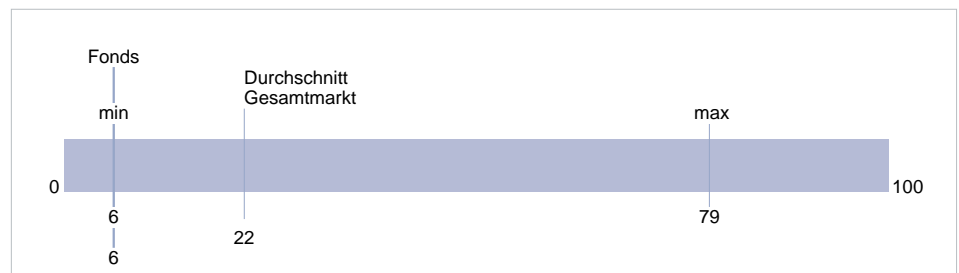 Fonds
Durchschnitt
Gesamtmarkt
min
max
0
100
6
79
22
6